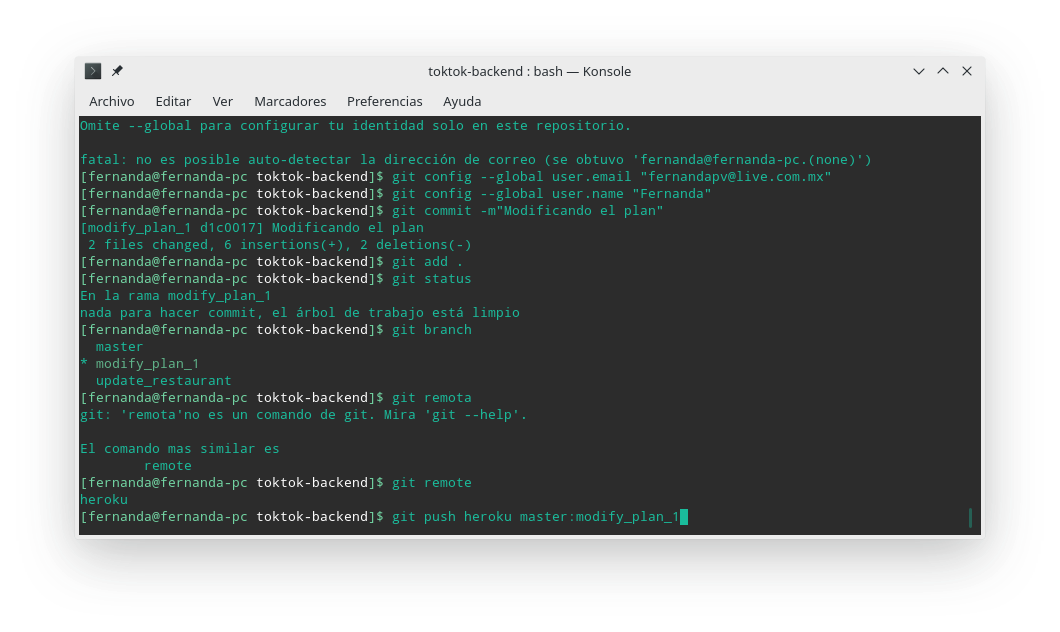 toktok-backend : bash — Konsole
Archivo Editar Ver Marcadores Preferencias Ayuda
Omite --global para configurar tu identidad solo en este repositorio.
fatal: no es posible auto-detectar la dirección de correo (se obtuvo 'fernanda@fernanda-pc.(none)')
[fernanda@fernanda-pc toktok-backend]$ git config --global user.email "fernandapv@live.com.mx"
[fernanda@fernanda-pc toktok-backend]$ git config --global user.name "Fernanda"
[fernanda@fernanda-pc toktok-backend]$ git commit -m"Modificando el plan"
[modify_plan_1 d1c0017] Modificando el plan
 2 files changed, 6 insertions(+), 2 deletions(-)
[fernanda@fernanda-pc toktok-backend]$ git add .
[fernanda@fernanda-pc toktok-backend]$ git status
En la rama modify_plan_1
nada para hacer commit, el árbol de trabajo está limpio
[fernanda@fernanda-pc toktok-backend]$ git branch
  master
* modify_plan_1
  update_restaurant
[fernanda@fernanda-pc toktok-backend]$ git remota
git: 'remota'no es un comando de git. Mira 'git --help'.
El comando mas similar es
        remote
[fernanda@fernanda-pc toktok-backend]$ git remote
heroku
[fernanda@fernanda-pc toktok-backend]$ git push heroku master:modify_plan_1